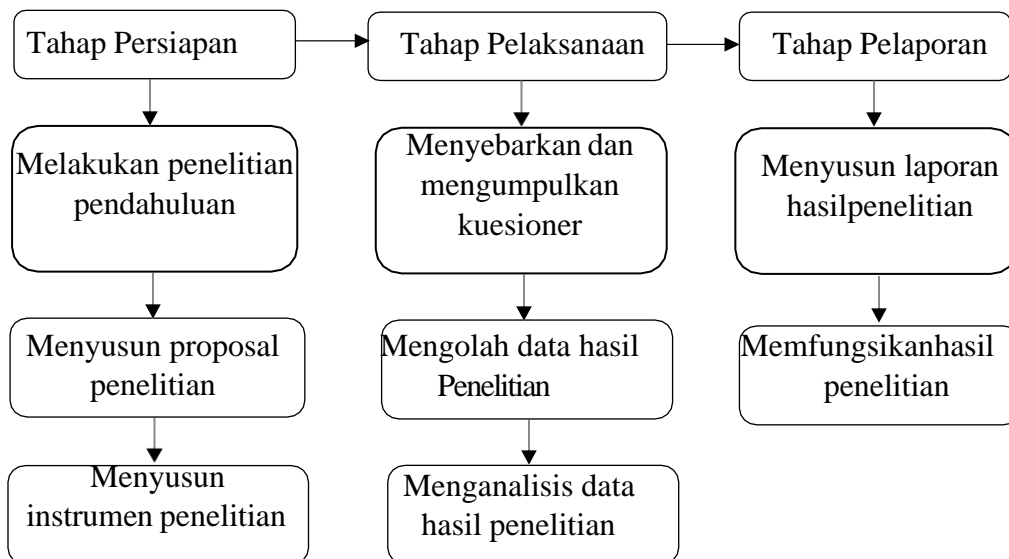 Tahap Persiapan
Tahap Pelaksanaan
Tahap Pelaporan
Melakukan penelitian
pendahuluan
Menyebarkan dan
mengumpulkan
kuesioner
Menyusun laporan
hasilpenelitian
Menyusun proposal
penelitian
Mengolah data hasil
Penelitian
Memfungsikanhasil
penelitian
Menyusun
instrumen penelitian
Menganalisis data
hasil penelitian